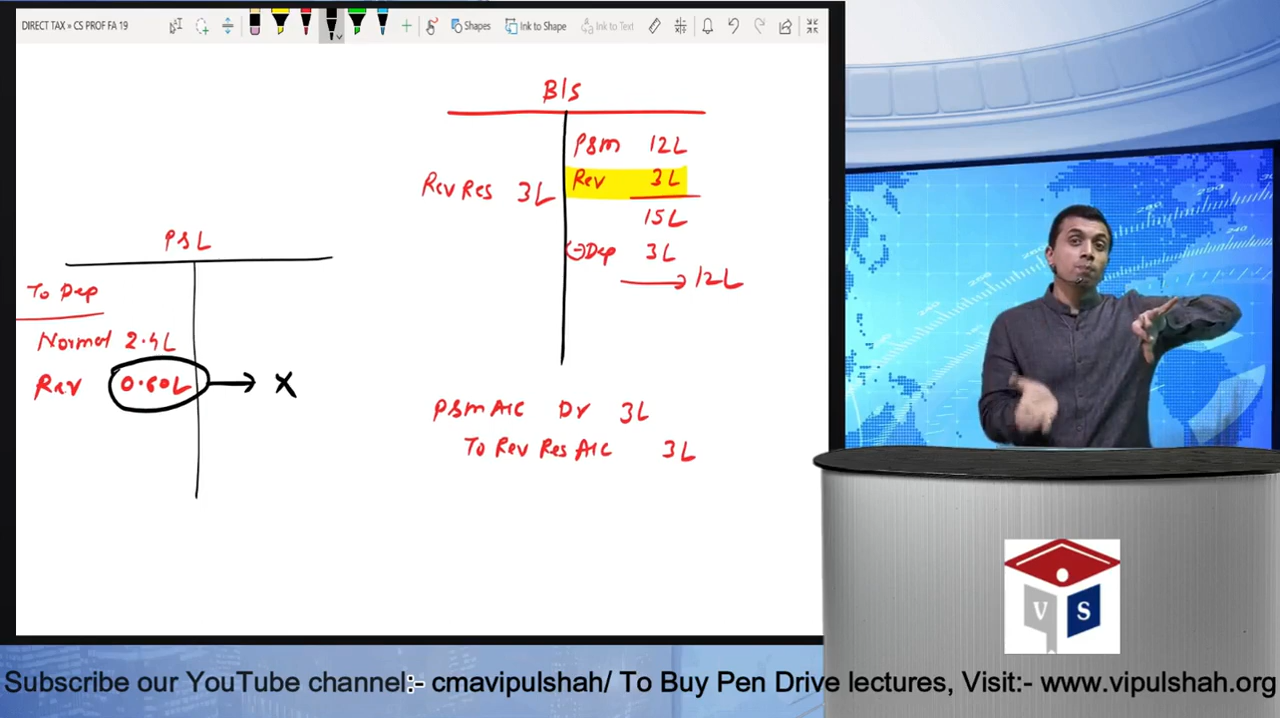 DIRECT TAX » CS PROF FA 19
Shapes
Ink to Shape
Ink to Text
B/S
P&M 12L
Rev 3L
Rev Res 3L
15L
(-) Dep 3L
→ 12L
P&L
To Dep
Normal 2.4L
Rev 0.60L → X
P&M A/C Dr 3L
To Rev Res A/C 3L
V S
Subscribe our YouTube channel:- cmavipulshah/ To Buy Pen Drive lectures, Visit:- www.vipulshah.org